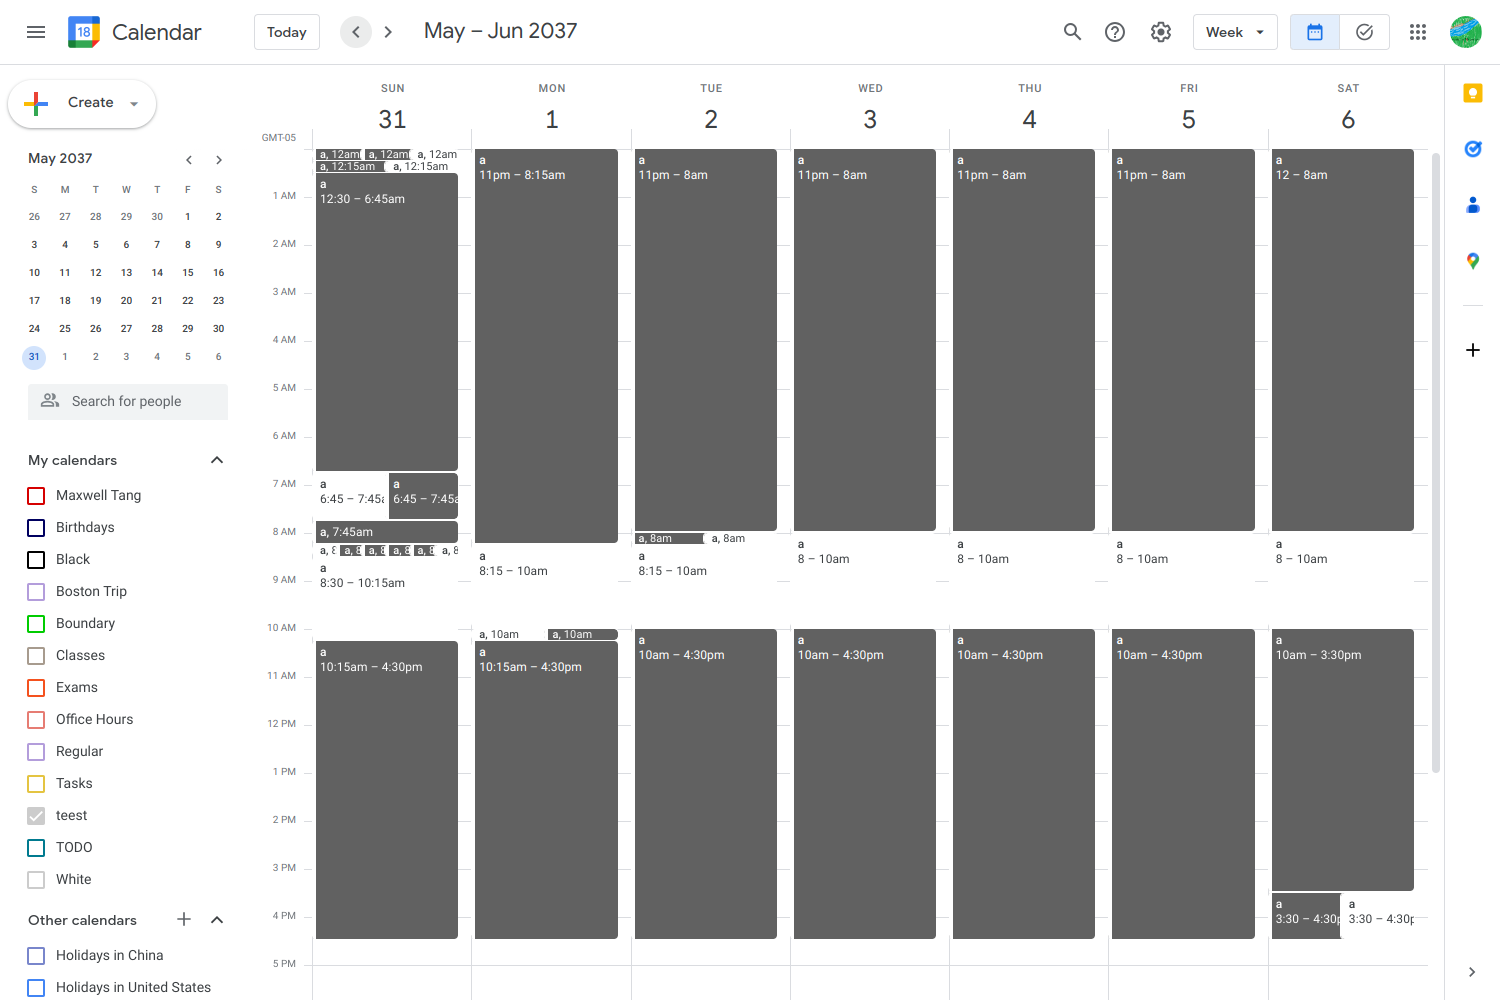 18 Calendar Today May – Jun 2037 Week
Create
SUN MON TUE WED THU FRI SAT
31 1 2 3 4 5 6
GMT-05
May 2037
S M T W T F S
26 27 28 29 30 1 2
3 4 5 6 7 8 9
10 11 12 13 14 15 16
17 18 19 20 21 22 23
24 25 26 27 28 29 30
31 1 2 3 4 5 6
Search for people
My calendars
Maxwell Tang
Birthdays
Black
Boston Trip
Boundary
Classes
Exams
Office Hours
Regular
Tasks
teest
TODO
White
Other calendars
Holidays in China
Holidays in United States
1 AM
2 AM
3 AM
4 AM
5 AM
6 AM
7 AM
8 AM
9 AM
10 AM
11 AM
12 PM
1 PM
2 PM
3 PM
4 PM
5 PM
a, 12am a, 12am a, 12am
a, 12:15am a, 12:15am
a
12:30 – 6:45am
a
6:45 – 7:45a
a
6:45 – 7:45a
a, 7:45am
a, 8 a, 8 a, 8 a, 8 a, 8 a, 8
a
8:30 – 10:15am
a
10:15am – 4:30pm
a
11pm – 8:15am
a
8:15 – 10am
a, 10am a, 10am
a
10:15am – 4:30pm
a
11pm – 8am
a, 8am a, 8am
a
8:15 – 10am
a
10am – 4:30pm
a
11pm – 8am
a
8 – 10am
a
10am – 4:30pm
a
11pm – 8am
a
8 – 10am
a
10am – 4:30pm
a
11pm – 8am
a
8 – 10am
a
10am – 4:30pm
a
12 – 8am
a
8 – 10am
a
10am – 3:30pm
a
3:30 – 4:30p
a
3:30 – 4:30p